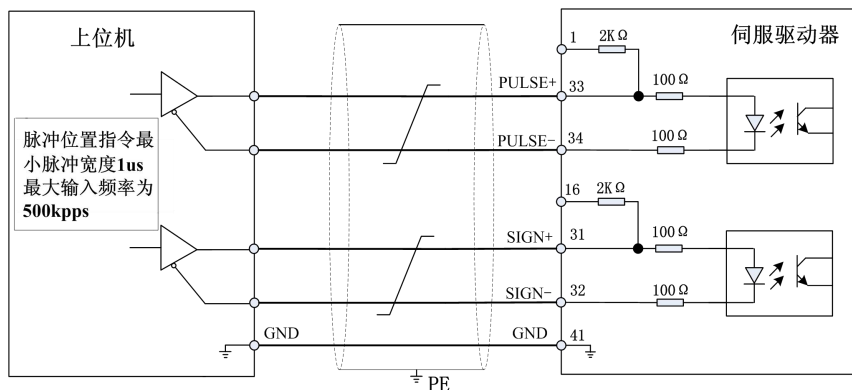 上位机
伺服驱动器
1
2KΩ
PULSE+
33
100Ω
PULSE-
34
100Ω
脉冲位置指令最
小脉冲宽度1us
最大输入频率为
500kpps
16
2KΩ
SIGN+
31
100Ω
SIGN-
32
100Ω
GND
GND
41
PE